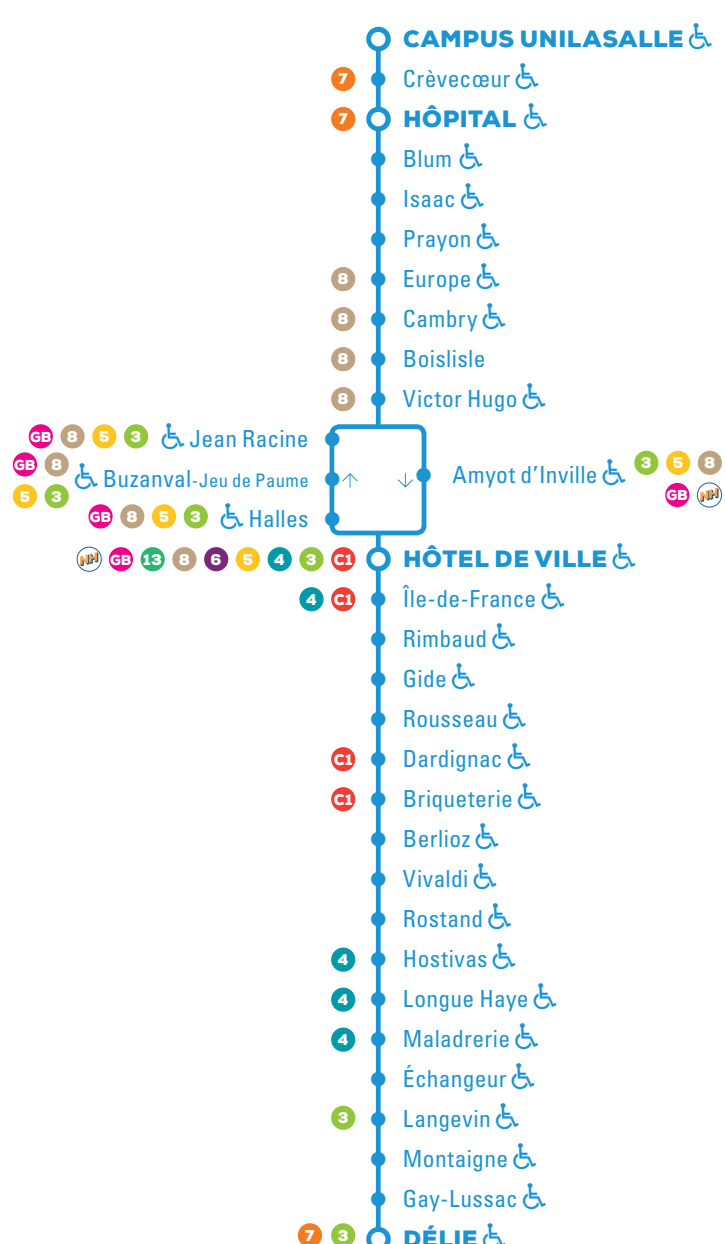 CAMPUS UNILASALLE
7 Crèvecœur
7 HÔPITAL
Blum
Isaac
Prayon
8 Europe
8 Cambry
8 Boislisle
8 Victor Hugo
GB 8 5 3 Jean Racine
GB 8
5 3
Buzanval-Jeu de Paume
GB 8 5 3 Halles
Amyot d'Inville
3 5 8
GB NH
NH GB 13 8 6 5 4 3 C1 HÔTEL DE VILLE
4 C1 Île-de-France
Rimbaud
Gide
Rousseau
C1 Dardignac
C1 Briqueterie
Berlioz
Vivaldi
Rostand
4 Hostivas
4 Longue Haye
4 Maladrerie
Échangeur
3 Langevin
Montaigne
Gay-Lussac
7 3 DÉLIE